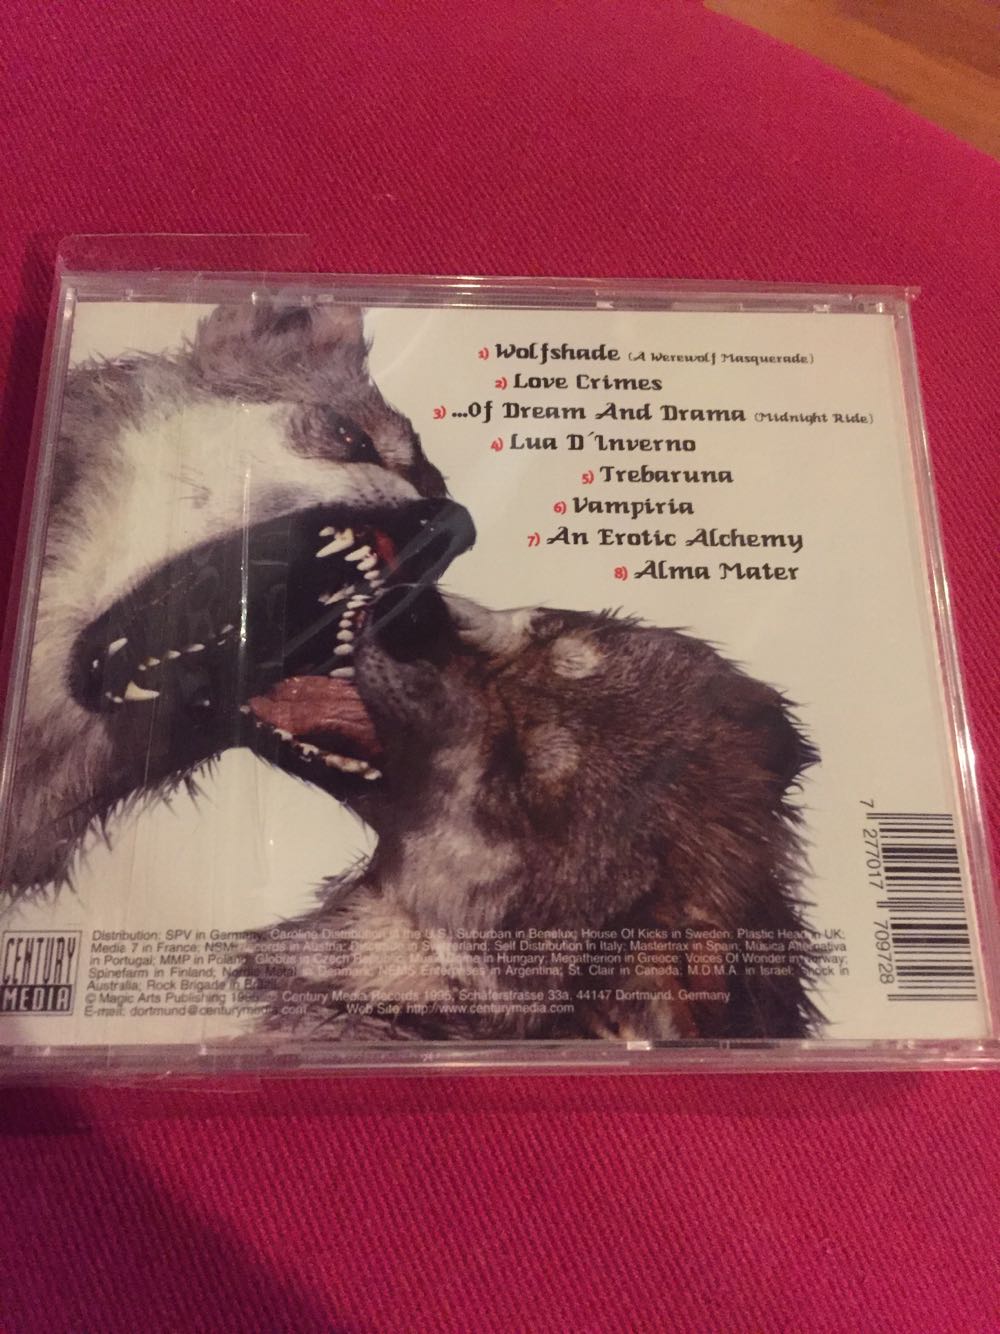 1) Wolfshade (A Werewolf Masquerade)
2) Love Crimes
3) ...Of Dream And Drama (Midnight Ride)
4) Lua D´Inverno
5) Trebaruna
6) Vampiria
7) An Erotic Alchemy
8) Alma Mater
7 277017 709728
CENTURY
MEDIA
Distribution: SPV in Germany; Caroline Distribution in the U.S.; Suburban in Benelux; House Of Kicks in Sweden; Plastic Head in UK;
Media 7 in France; in Austria; in Switzerland; Self Distribution In Italy; Mastertrax in Spain; Música Alternativa
in Portugal; MMP in Poland; Globus in Czech Republic; Music Dome in Hungary; Megatherion in Greece; Voices Of Wonder in Norway;
Spinefarm in Finland; Nordic Metal in Denmark; NEMS Enterprises in Argentina; St. Clair in Canada; M.D.M.A. in Israel; Shock in
Australia; Rock Brigade in Brazil.
© Magic Arts Publishing Century Media Records 1995, Schäferstrasse 33a, 44147 Dortmund, Germany
E-mail: dortmund@centurymedia.com Web Site: http://www.centurymedia.com